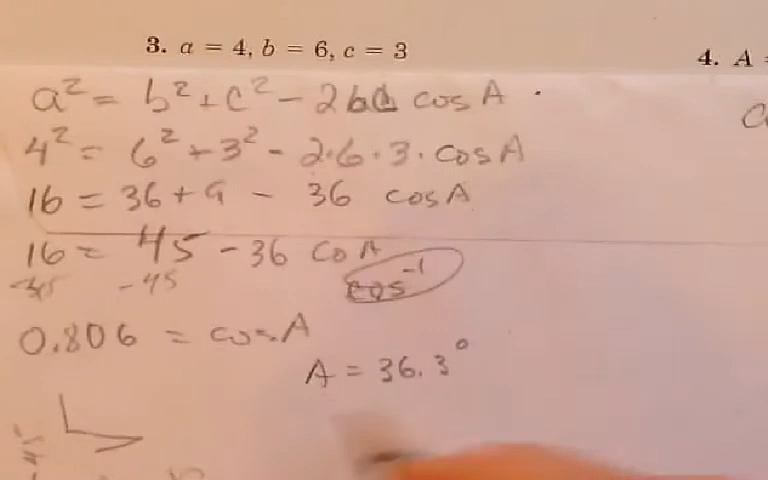 3. a = 4, b = 6, c = 3
4. A =
a² = b² + c² - 2bc cos A .
4² = 6² + 3² - 2·6·3·cos A
16 = 36 + 9 - 36 cos A
16 = 45 - 36 co A
-45 -45 cos⁻¹
0.806 = cos A
A = 36.3°